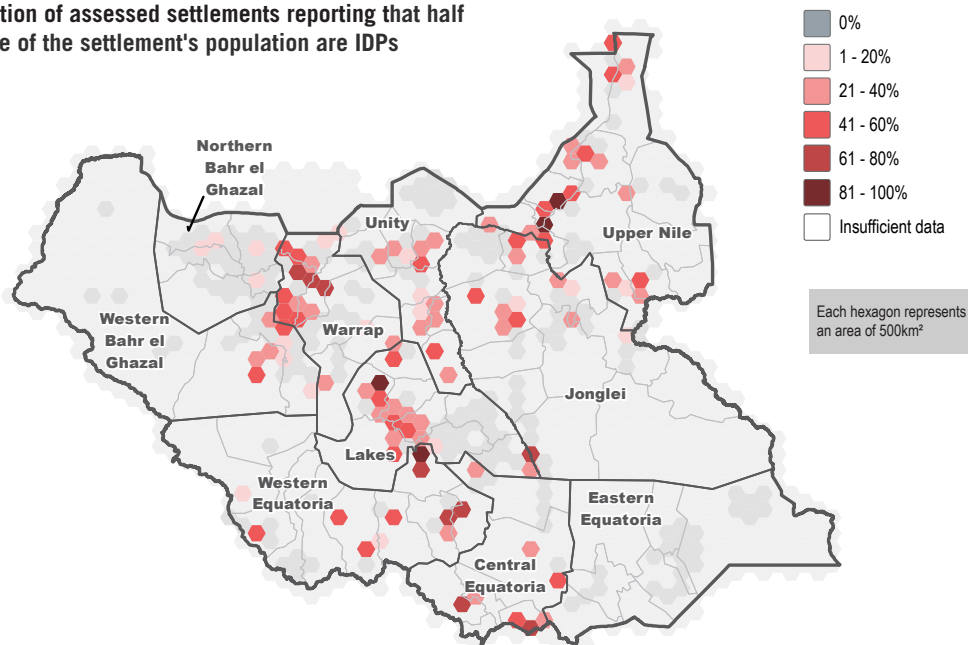 tion of assessed settlements reporting that half
e of the settlement's population are IDPs
0%
1 - 20%
21 - 40%
41 - 60%
61 - 80%
81 - 100%
Insufficient data
Each hexagon represents
an area of 500km²
Northern
Bahr el
Ghazal
Unity
Upper Nile
Western
Bahr el
Ghazal
Warrap
Jonglei
Lakes
Western
Equatoria
Eastern
Equatoria
Central
Equatoria